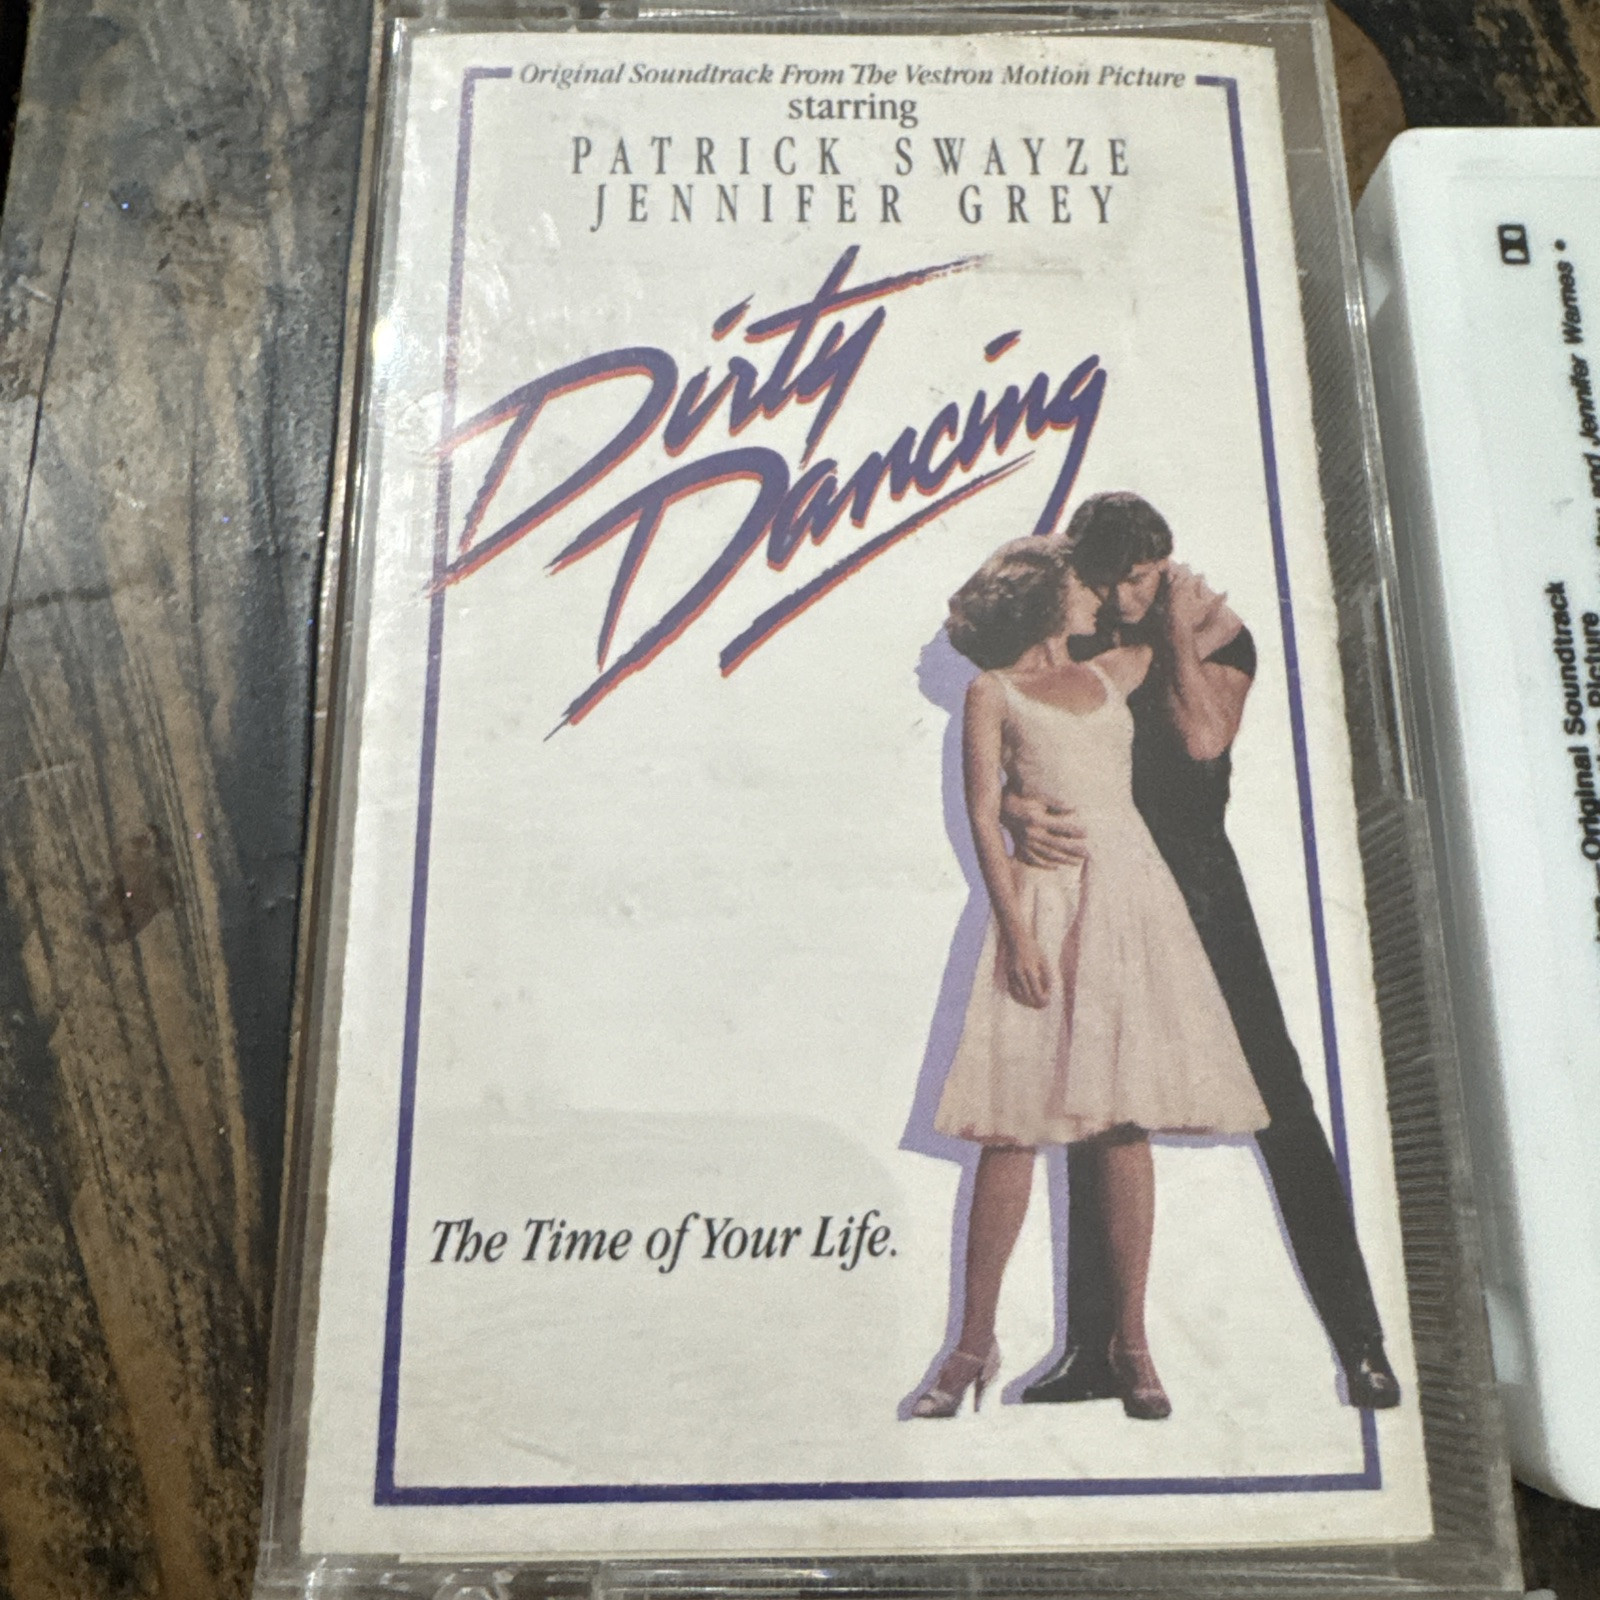 Original Soundtrack From The Vestron Motion Picture
starring
PATRICK SWAYZE
JENNIFER GREY
Dirty
Dancing
The Time of Your Life.
and Jennifer Warnes •
Original Soundtrack
Picture